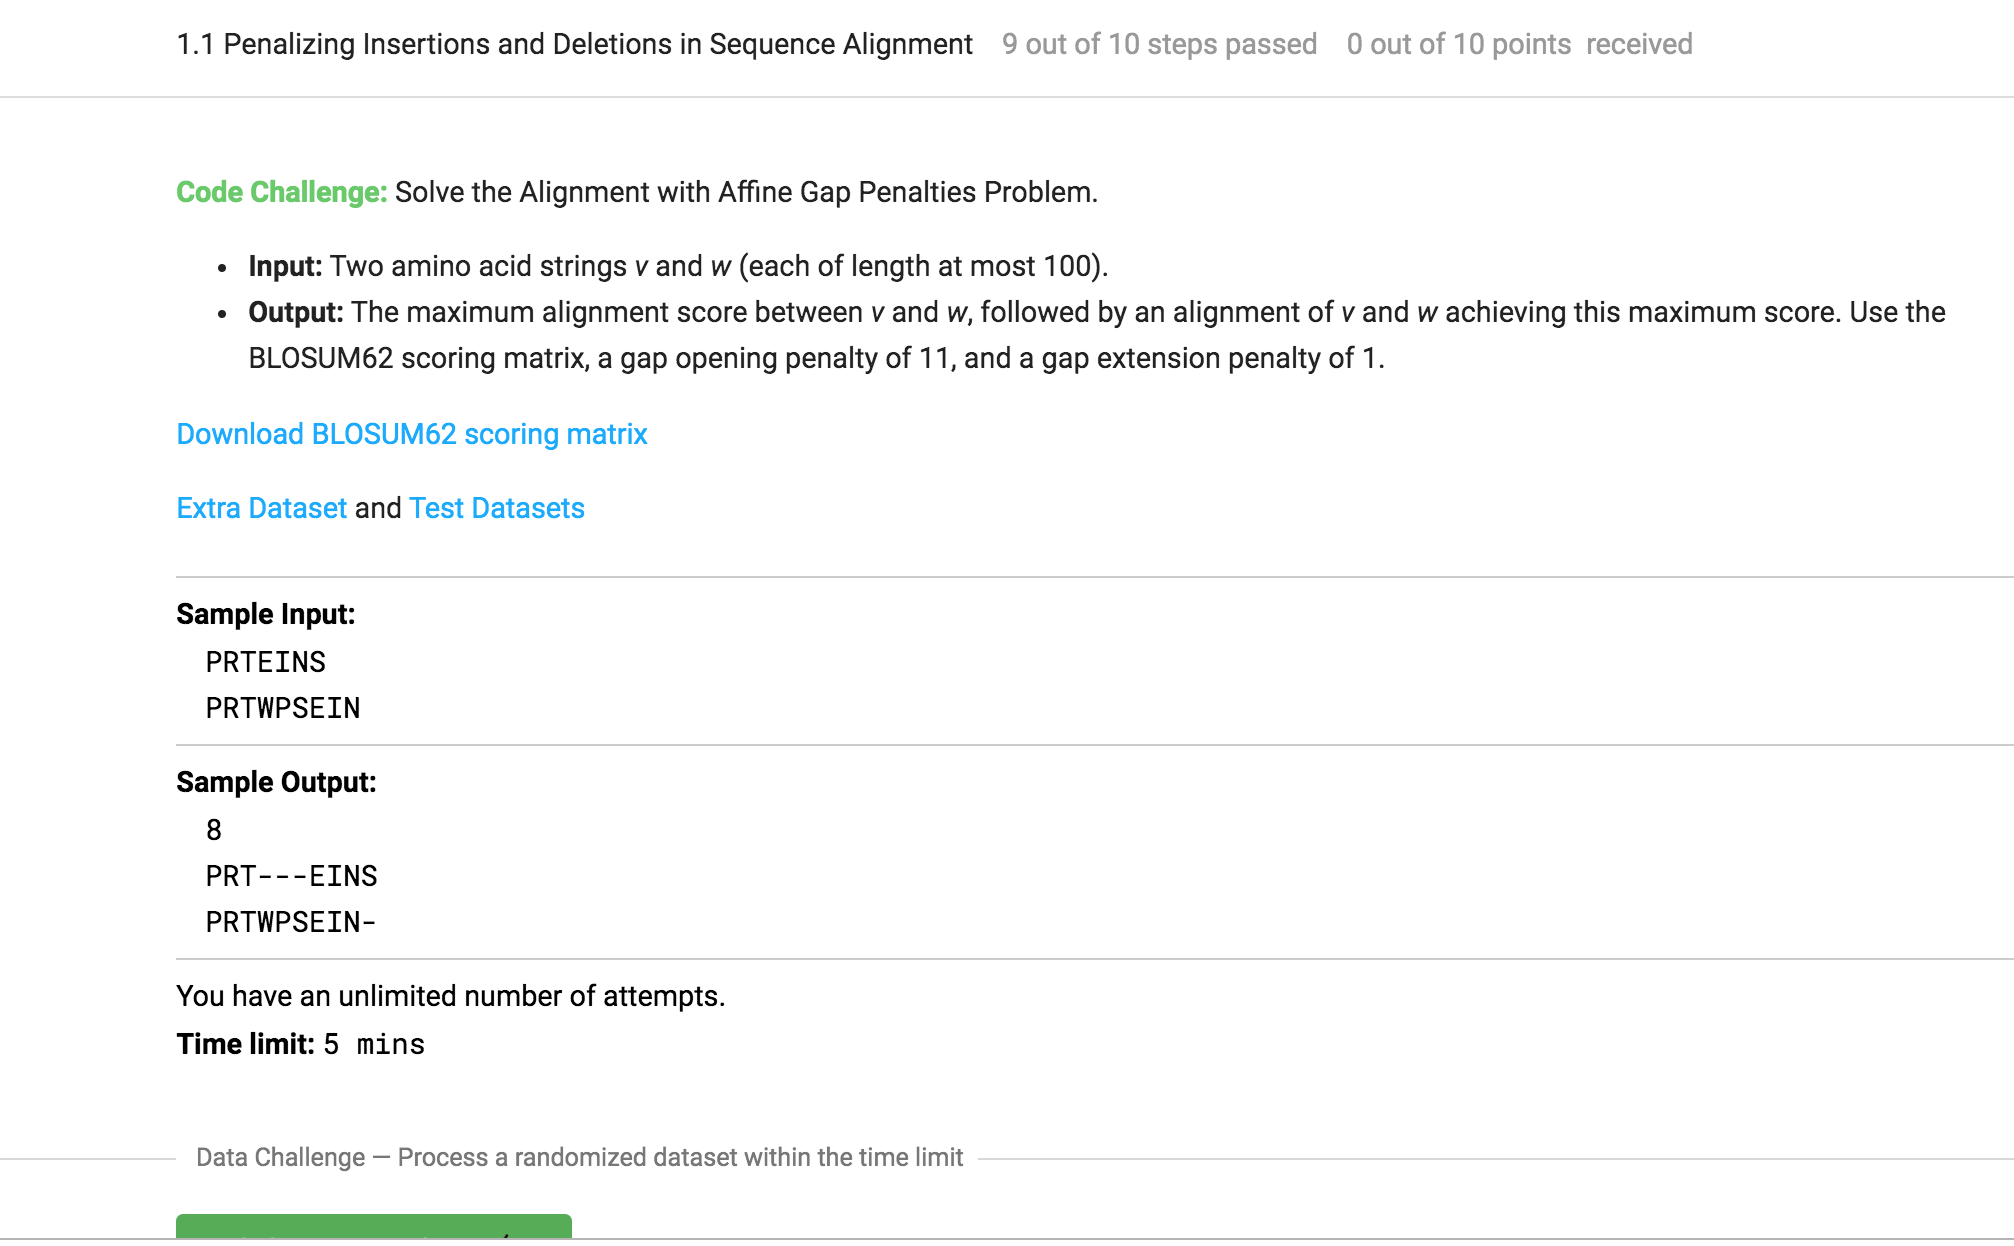 1.1 Penalizing Insertions and Deletions in Sequence Alignment 9 out of 10 steps passed 0 out of 10 points received
Code Challenge: Solve the Alignment with Affine Gap Penalties Problem.
• Input: Two amino acid strings v and w (each of length at most 100).
• Output: The maximum alignment score between v and w, followed by an alignment of v and w achieving this maximum score. Use the
BLOSUM62 scoring matrix, a gap opening penalty of 11, and a gap extension penalty of 1.
Download BLOSUM62 scoring matrix
Extra Dataset and Test Datasets
Sample Input:
PRTEINS
PRTWPSEIN
Sample Output:
8
PRT---EINS
PRTWPSEIN-
You have an unlimited number of attempts.
Time limit: 5 mins
Data Challenge — Process a randomized dataset within the time limit